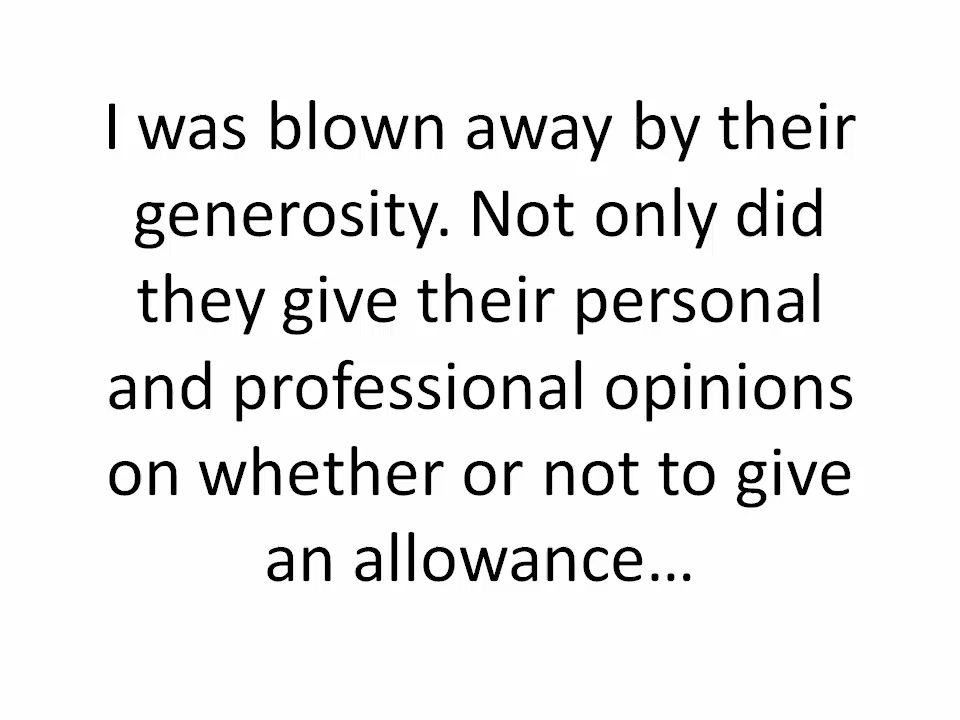 I was blown away by their
generosity. Not only did
they give their personal
and professional opinions
on whether or not to give
an allowance…